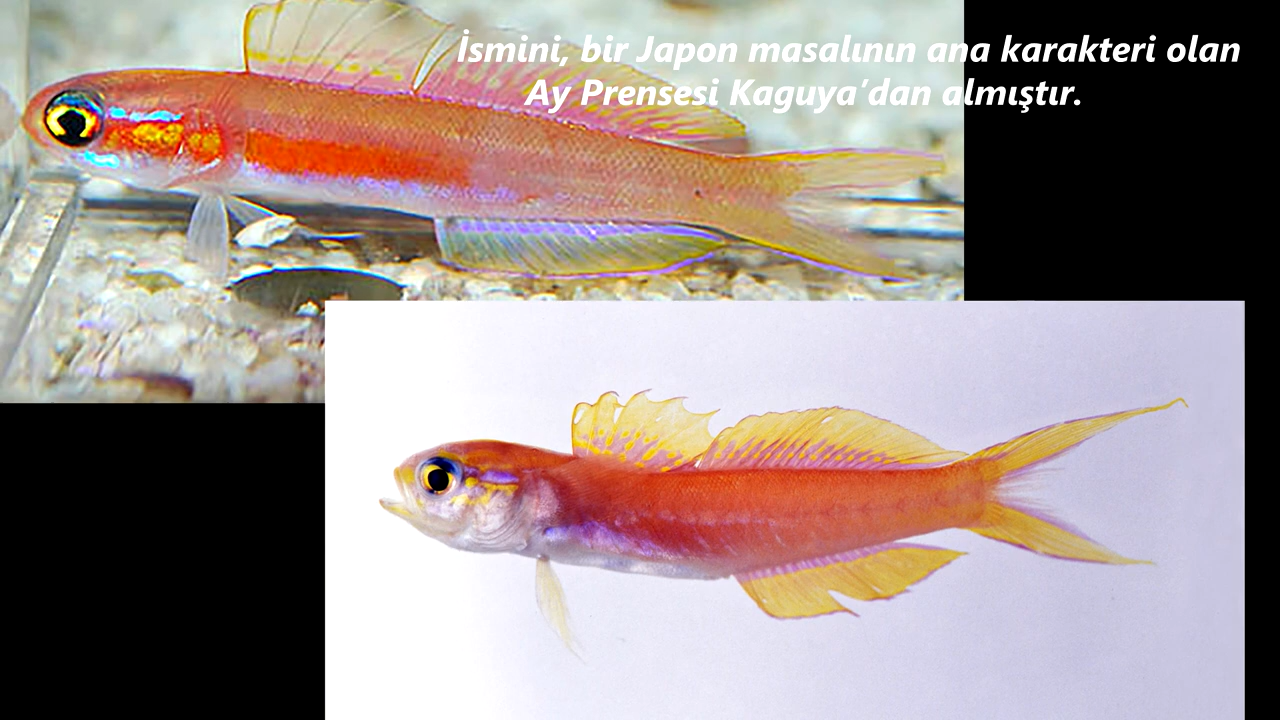 İsmini, bir Japon masalının ana karakteri olan
Ay Prensesi Kaguya’dan almıştır.